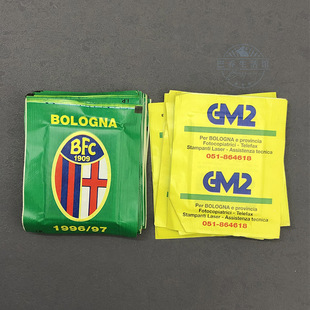 BOLOGNA
BFC
1909
1996/97
GM2
Per BOLOGNA e provincia
Fotocopiatrici - Telefax
Stampanti Laser - Assistenza tecnica
051-864618
GM2
Per BOLOGNA e provincia
Fotocopiatrici - Telefax
Stampanti Laser - Assistenza tecnica
051-864618